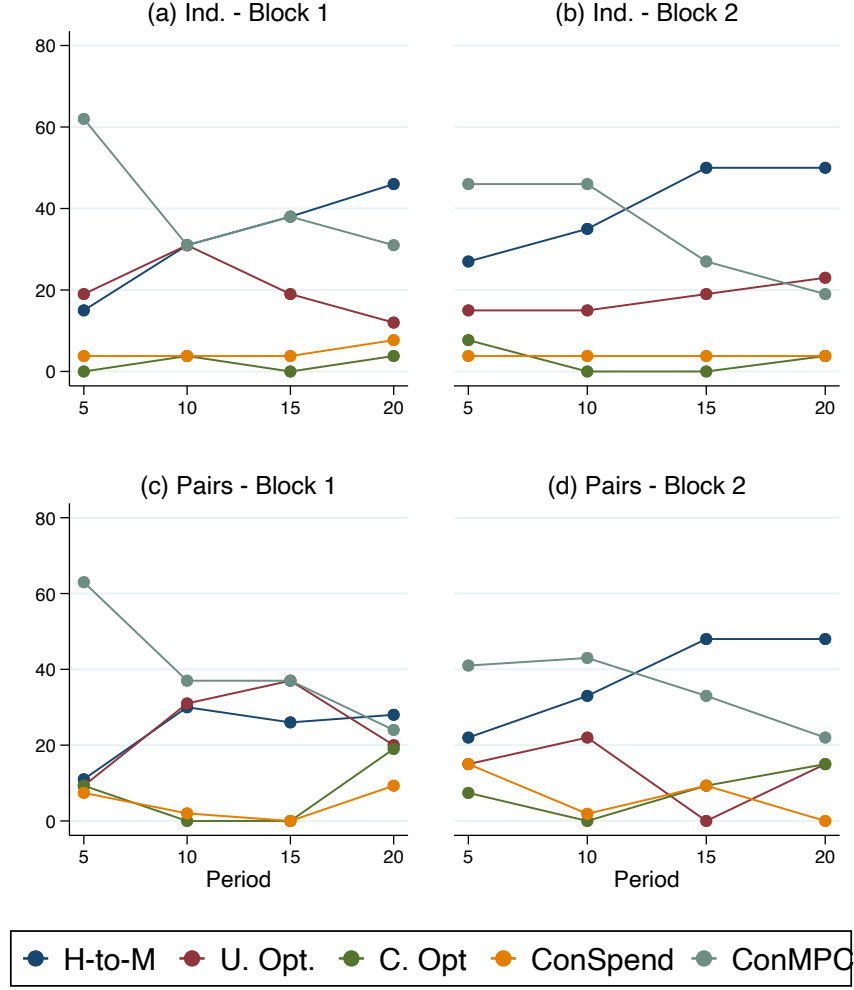 (a) Ind. - Block 1
(b) Ind. - Block 2
80
60
40
20
0
5 10 15 20
5 10 15 20
(c) Pairs - Block 1
(d) Pairs - Block 2
80
60
40
20
0
5 10 15 20
5 10 15 20
Period
Period
H-to-M U. Opt. C. Opt ConSpend ConMPC